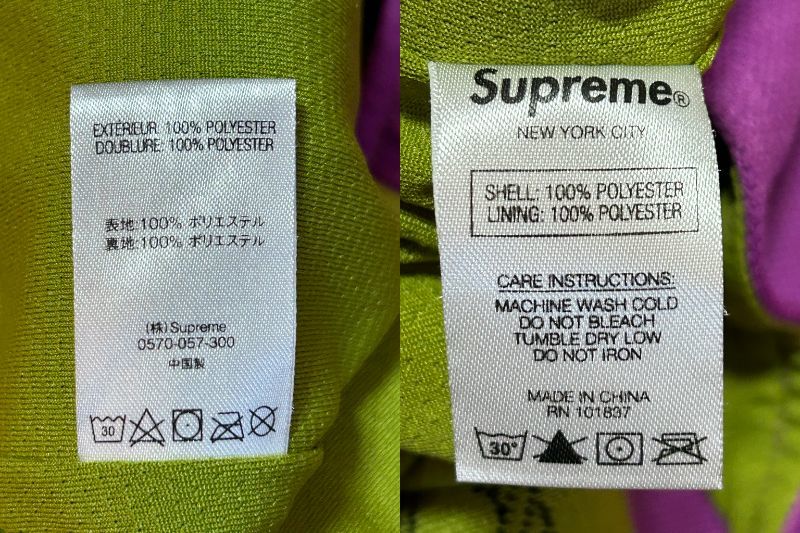 EXTÉRIEUR: 100% POLYESTER
DOUBLURE: 100% POLYESTER
表地:100% ポリエステル
裏地:100% ポリエステル
(株) Supreme
0570-057-300
中国製
30
Supreme®
NEW YORK CITY
SHELL: 100% POLYESTER
LINING: 100% POLYESTER
CARE INSTRUCTIONS:
MACHINE WASH COLD
DO NOT BLEACH
TUMBLE DRY LOW
DO NOT IRON
MADE IN CHINA
RN 101837
30°